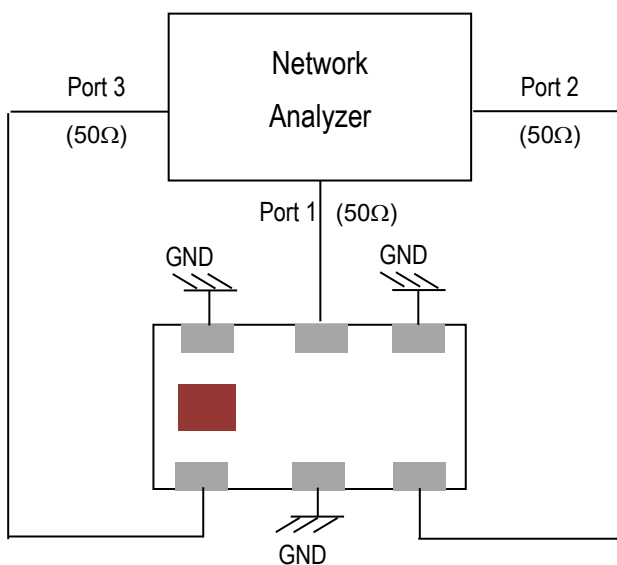 Network
Analyzer
Port 3
(50Ω)
Port 2
(50Ω)
Port 1 (50Ω)
GND
GND
GND